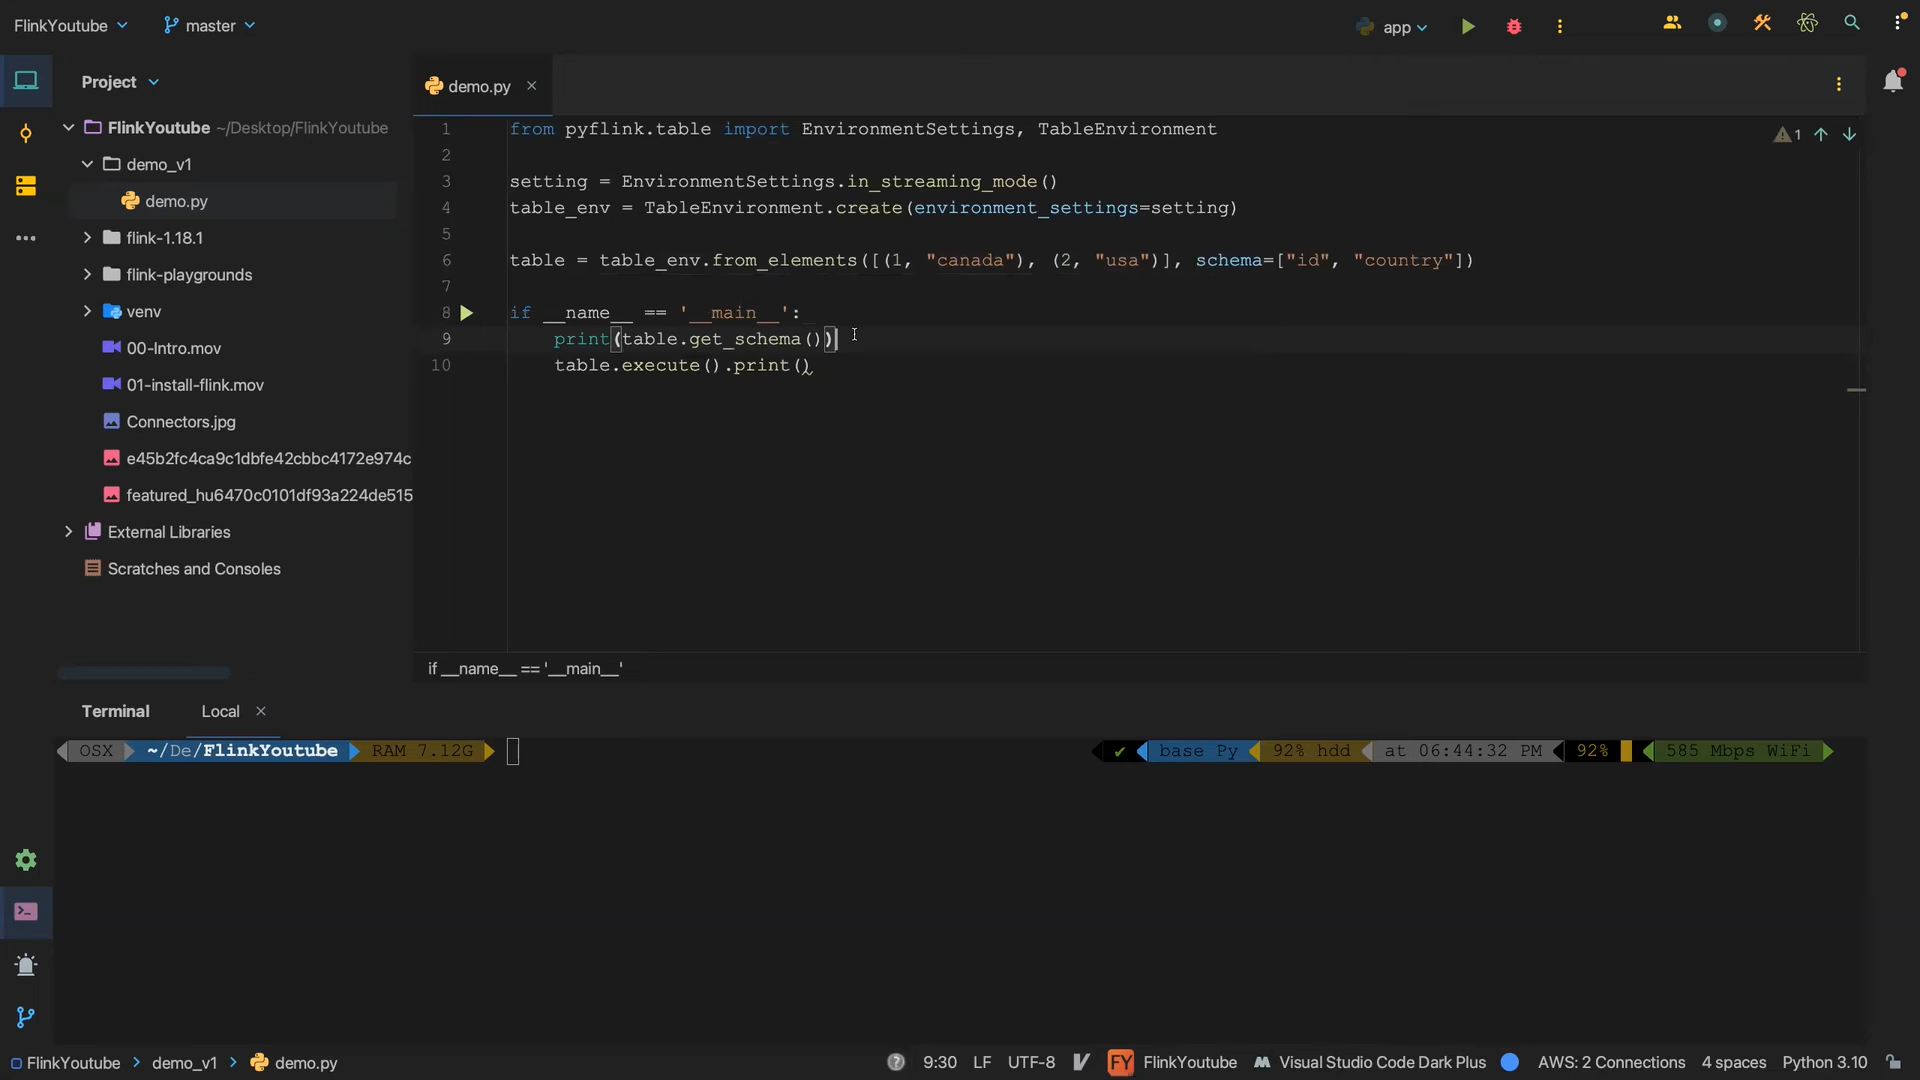 FlinkYoutube
master
app
Project
demo.py
FlinkYoutube ~/Desktop/FlinkYoutube
demo_v1
demo.py
flink-1.18.1
flink-playgrounds
venv
00-Intro.mov
01-install-flink.mov
Connectors.jpg
e45b2fc4ca9c1dbfe42cbbc4172e974c
featured_hu6470c0101df93a224de515
External Libraries
Scratches and Consoles
1 from pyflink.table import EnvironmentSettings, TableEnvironment
2
3 setting = EnvironmentSettings.in_streaming_mode()
4 table_env = TableEnvironment.create(environment_settings=setting)
5
6 table = table_env.from_elements([(1, "canada"), (2, "usa")], schema=["id", "country"])
7
8 if __name__ == '__main__':
9 print(table.get_schema())
10 table.execute().print()
1
if __name__ == '__main__'
Terminal Local
OSX ~/De/FlinkYoutube RAM 7.12G ✔ base Py 92% hdd at 06:44:32 PM 92% 585 Mbps WiFi
FlinkYoutube > demo_v1 > demo.py ? 9:30 LF UTF-8 FY FlinkYoutube Visual Studio Code Dark Plus AWS: 2 Connections 4 spaces Python 3.10